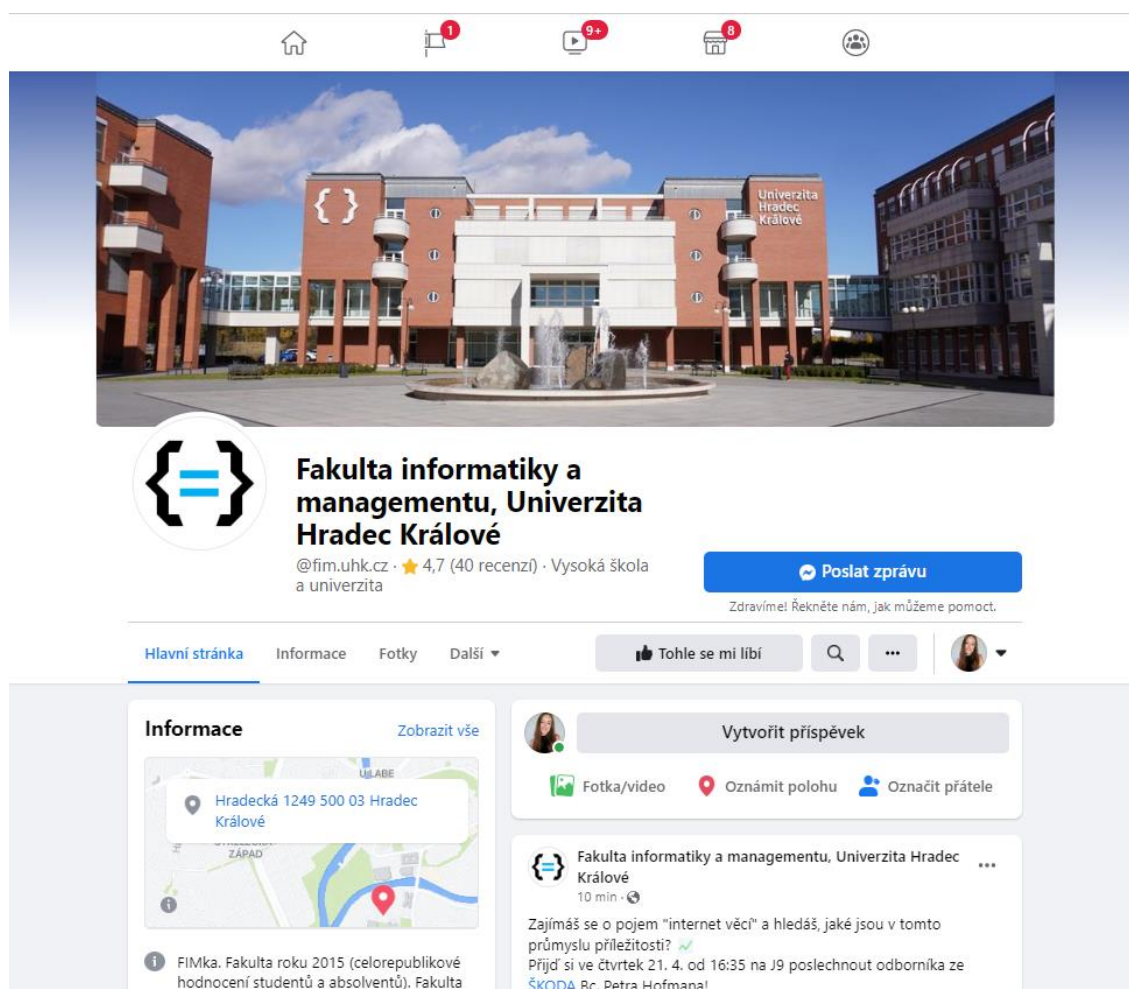 1
9+
8
{ }
Univerzita
Hradec
Králové
{=}
Fakulta informatiky a
managementu, Univerzita
Hradec Králové
@fim.uhk.cz · 4,7 (40 recenzí) · Vysoká škola
a univerzita
Poslat zprávu
Zdravíme! Řekněte nám, jak můžeme pomoct.
Hlavní stránka
Informace
Fotky
Další
Tohle se mi líbí
Informace
Zobrazit vše
Hradecká 1249 500 03 Hradec
Králové
ZÁPAD
FIMka. Fakulta roku 2015 (celorepublikové
hodnocení studentů a absolventů). Fakulta
Vytvořit příspěvek
Fotka/video
Oznámit polohu
Označit přátele
{=}
Fakulta informatiky a managementu, Univerzita Hradec
Králové
10 min ·
Zajímáš se o pojem "internet věcí" a hledáš, jaké jsou v tomto
průmyslu příležitosti?
Přijď si ve čtvrtek 21. 4. od 16:35 na J9 poslechnout odborníka ze
ŠKODA Bc. Petra Hofmana!